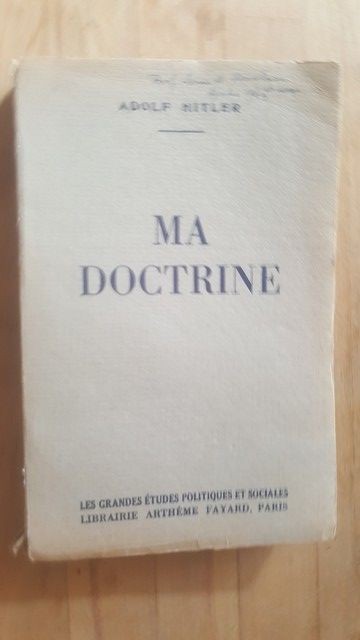 ADOLF HITLER
MA
DOCTRINE
LES GRANDES ÉTUDES POLITIQUES ET SOCIALES
LIBRAIRIE ARTHÈME FAYARD, PARIS